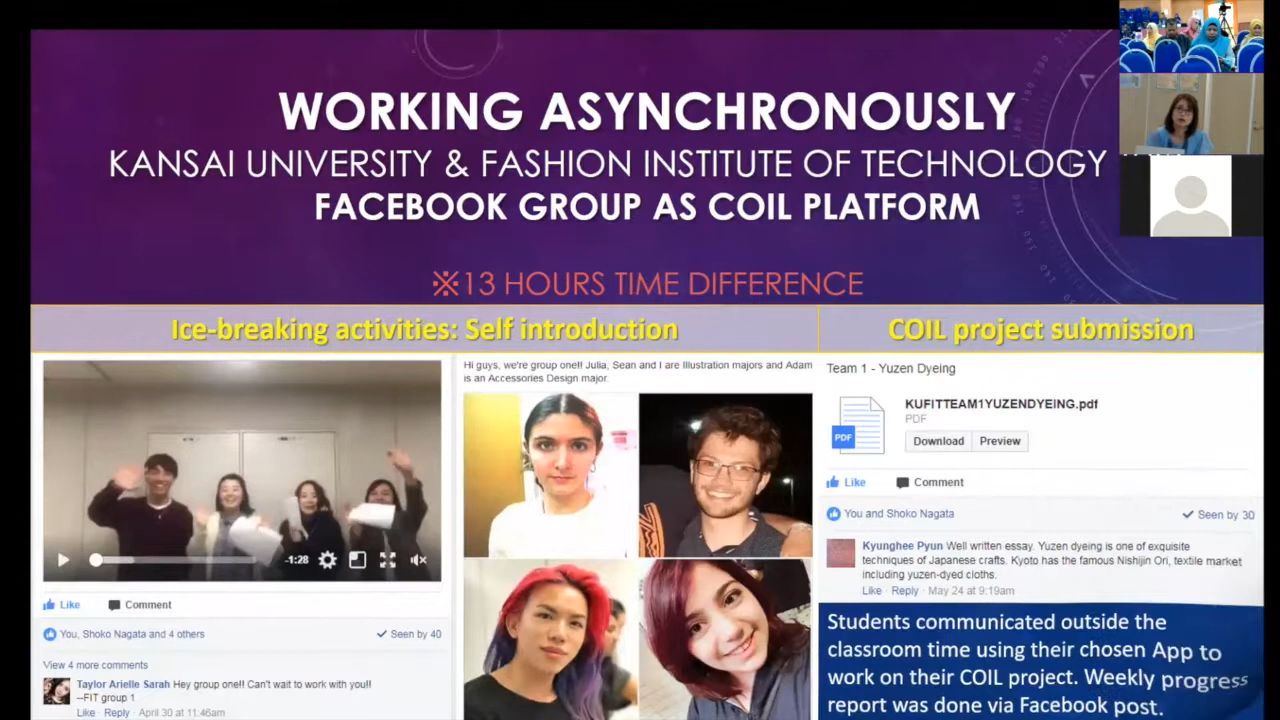 WORKING ASYNCHRONOUSLY
KANSAI UNIVERSITY & FASHION INSTITUTE OF TECHNOLOGY
FACEBOOK GROUP AS COIL PLATFORM
※13 HOURS TIME DIFFERENCE
Ice-breaking activities: Self introduction
-1:28
Like Comment
You, Shoko Nagata and 4 others Seen by 40
View 4 more comments
Taylor Arielle Sarah Hey group one!! Can't wait to work with you!!
--FIT group 1
Like · Reply · April 30 at 11:46am
Hi guys, we're group one!! Julia, Sean and I are Illustration majors and Adam
is an Accessories Design major.
COIL project submission
Team 1 - Yuzen Dyeing
PDF
KUFITTEAM1YUZENDYEING.pdf
PDF
Download Preview
Like Comment
You and Shoko Nagata Seen by 30
Kyunghee Pyun Well written essay. Yuzen dyeing is one of exquisite
techniques of Japanese crafts. Kyoto has the famous Nishijin Ori, textile market
including yuzen-dyed cloths.
Like · Reply · May 24 at 9:19am
Students communicated outside the
classroom time using their chosen App to
work on their COIL project. Weekly progress
report was done via Facebook post.